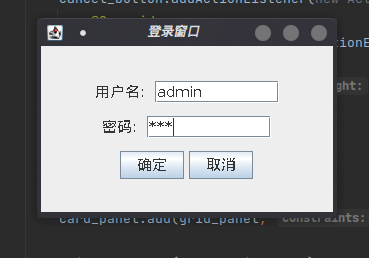 cancel_button.addActionListener(new Act
登录窗口
ionE
用户名: admin
ght:
密码: ***
确定 取消
card_panel.add(grid_panel, constraints: